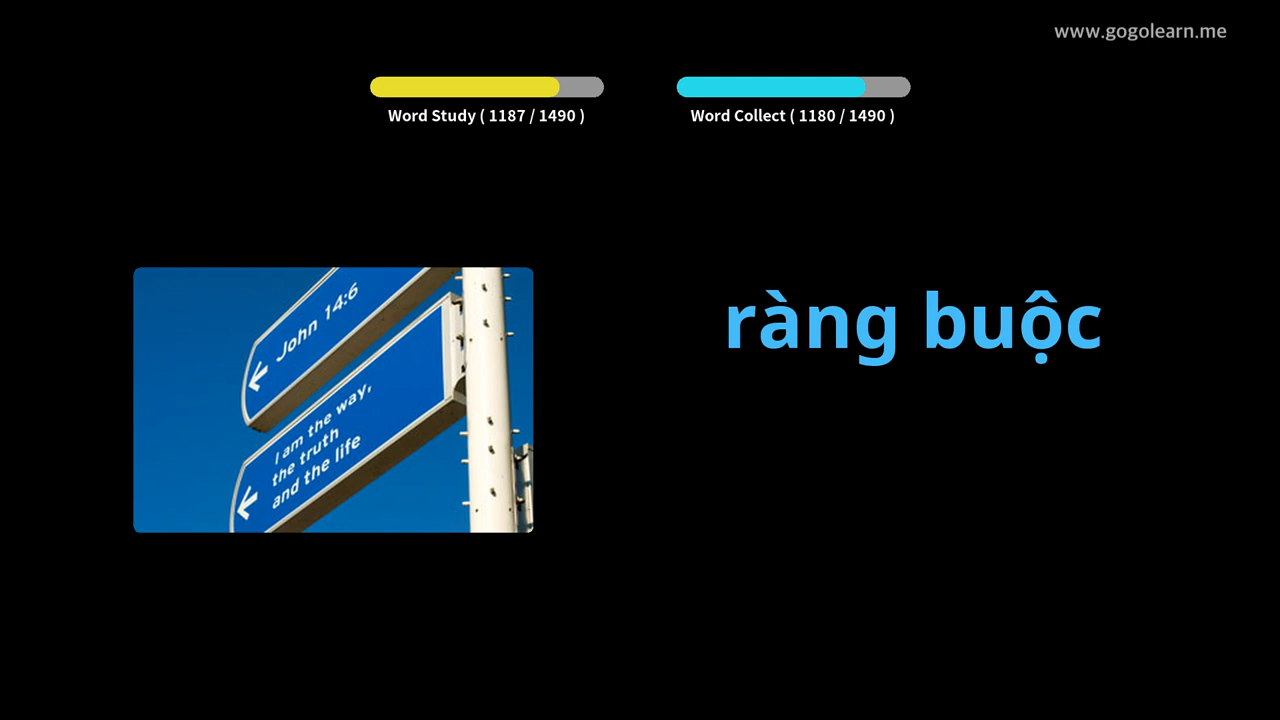 www.gogolearn.me
Word Study ( 1187 / 1490 )
Word Collect ( 1180 / 1490 )
John 14:6
I am the way,
the truth
and the life
ràng buộc